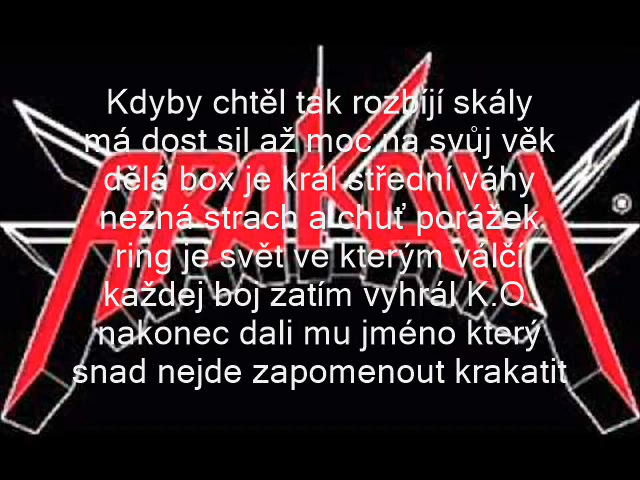 Kdyby chtěl tak rozbíjí skály
má dost sil až moc na svůj věk
dělá box je král střední váhy
nezná strach a chuť porážek
ring je svět ve kterým válčí
každej boj zatím vyhrál K.O.
nakonec dali mu jméno který
snad nejde zapomenout krakatit
ARAKAIN
®